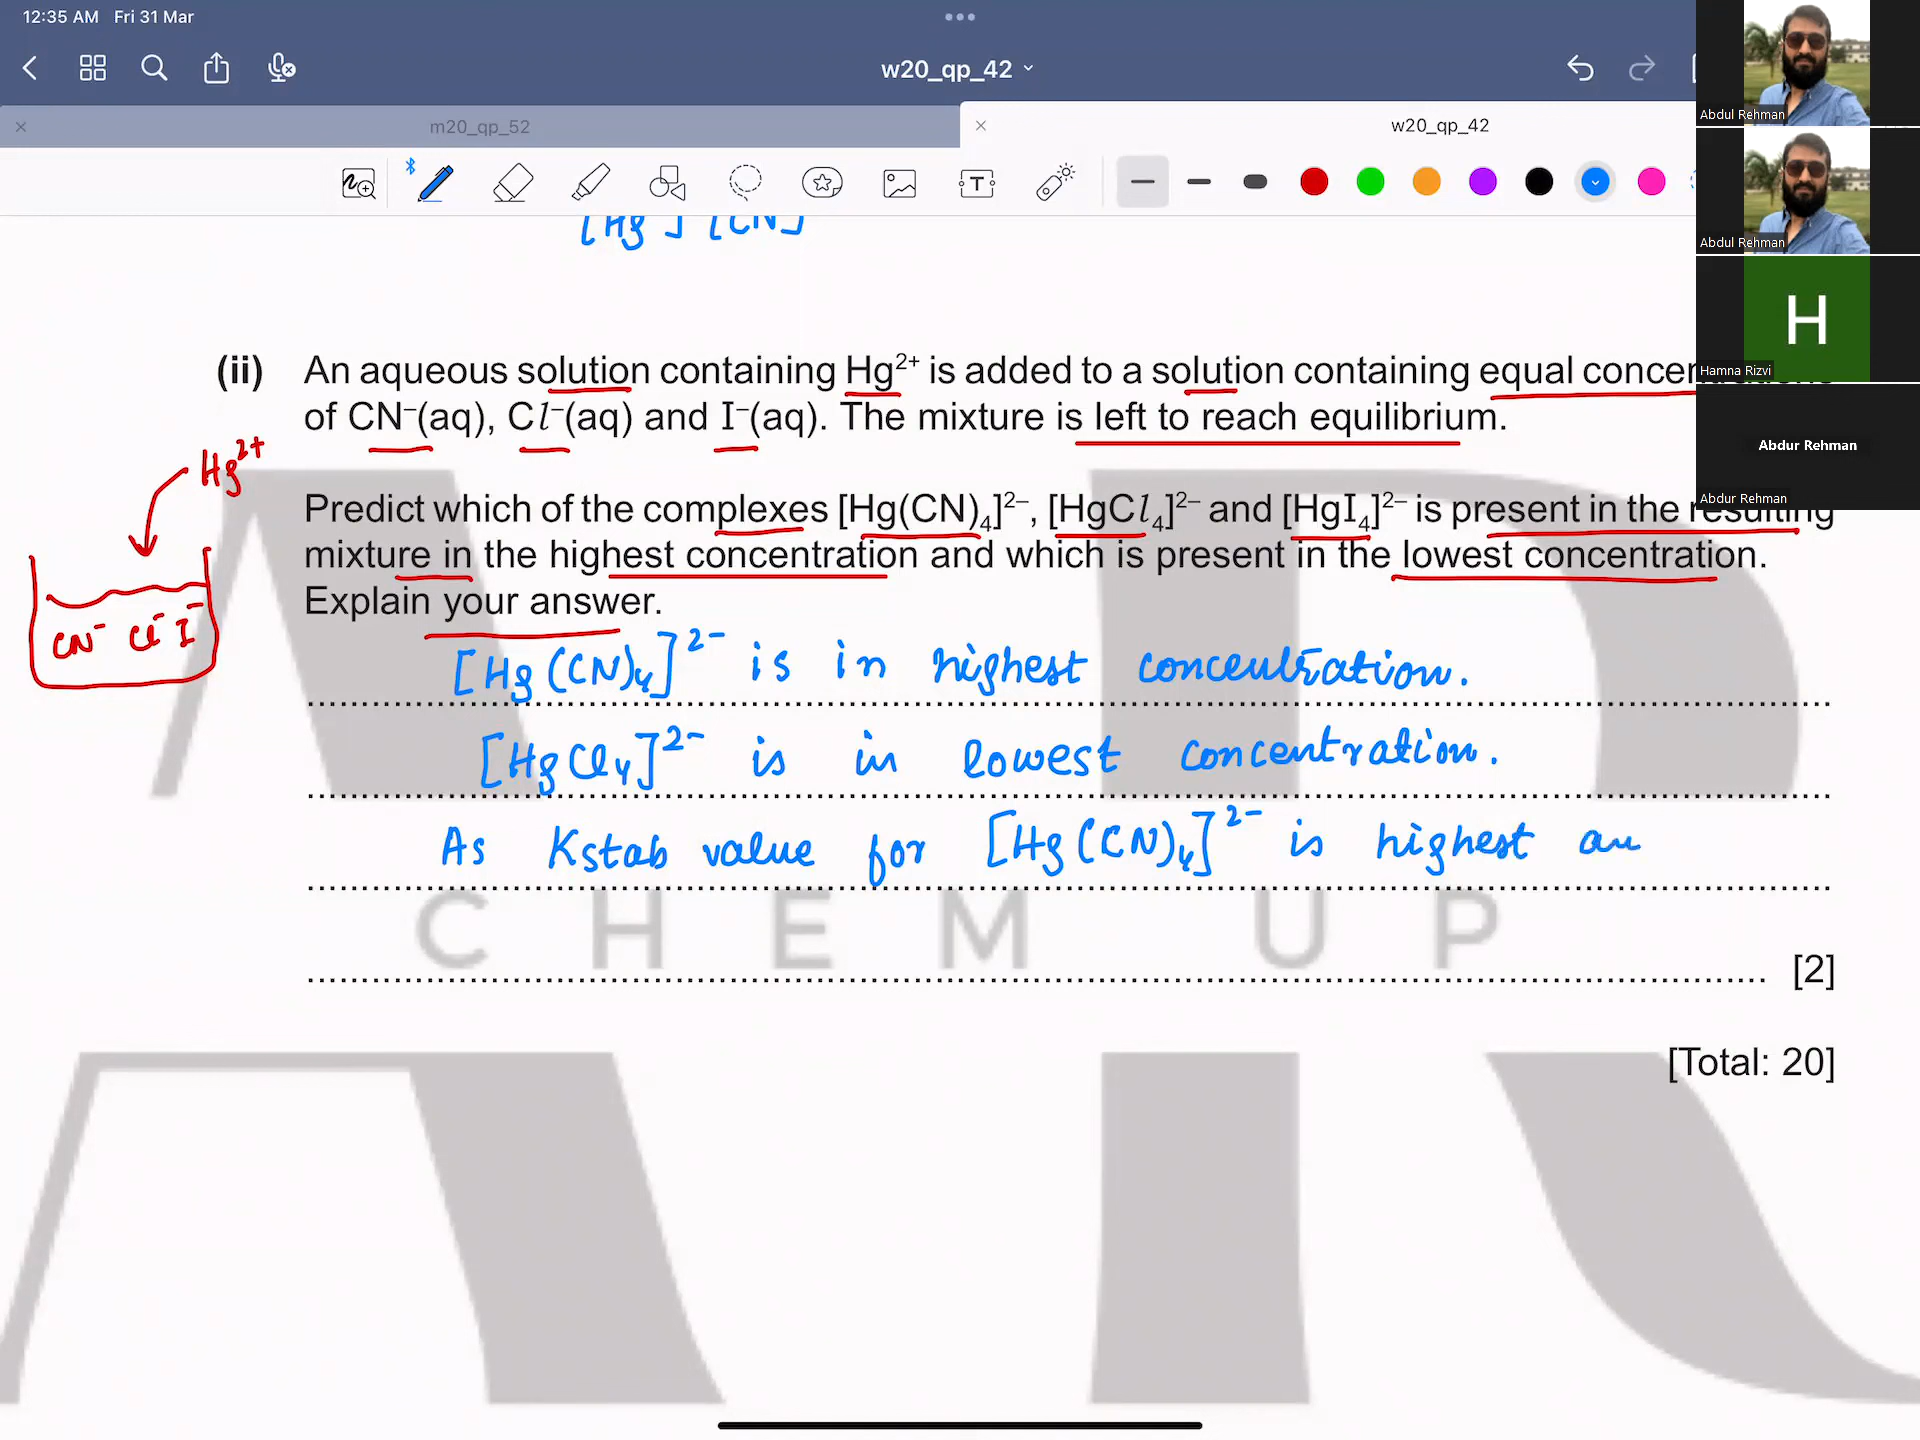 12:35 AM Fri 31 Mar
w20_qp_42
m20_qp_52
w20_qp_42
Abdul Rehman
Abdul Rehman
H
Hamna Rizvi
Abdur Rehman
Abdur Rehman
[Hg ] [CN]
(ii) An aqueous solution containing Hg²⁺ is added to a solution containing equal
of CN⁻(aq), Cl⁻(aq) and I⁻(aq). The mixture is left to reach equilibrium.
Hg²⁺
Predict which of the complexes [Hg(CN)₄]²⁻, [HgCl₄]²⁻ and [HgI₄]²⁻ is present in the resulting
mixture in the highest concentration and which is present in the lowest concentration.
Explain your answer.
CN⁻ Cl⁻ I⁻
[Hg(CN)₄]²⁻ is in highest concentration.
[HgCl₄]²⁻ is in lowest concentration.
As Kstab value for [Hg(CN)₄]²⁻ is highest an
CHEM UP
[2]
[Total: 20]